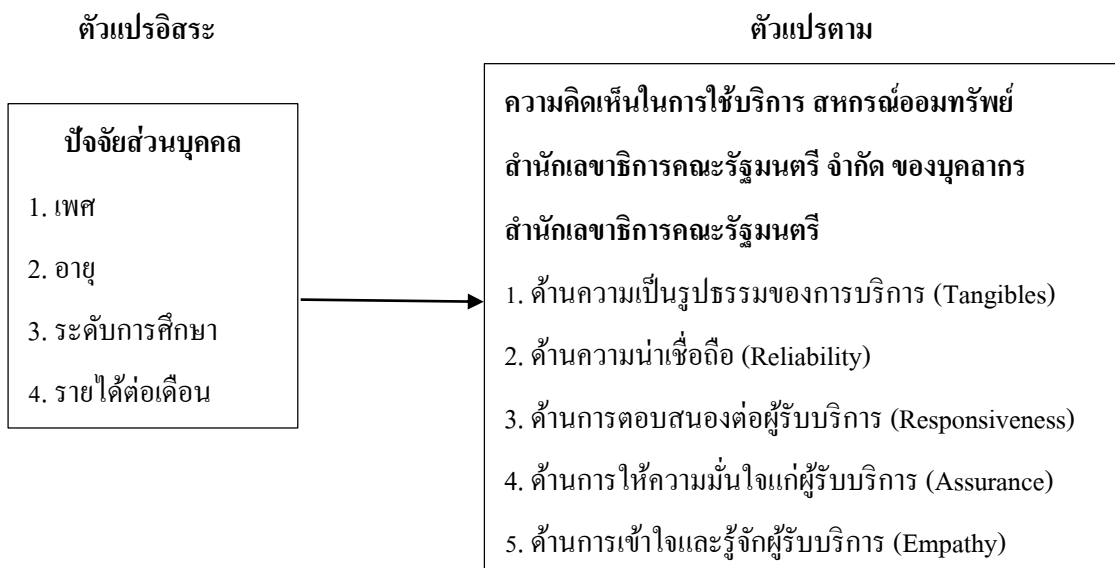 ตัวแปรอิสระ
ตัวแปรตาม
ปัจจัยส่วนบุคคล
1. เพศ
2. อายุ
3. ระดับการศึกษา
4. รายได้ต่อเดือน
ความคิดเห็นในการใช้บริการ สหกรณ์ออมทรัพย์
สำนักเลขาธิการคณะรัฐมนตรี จำกัด ของบุคลากร
สำนักเลขาธิการคณะรัฐมนตรี
1. ด้านความเป็นรูปธรรมของการบริการ (Tangibles)
2. ด้านความน่าเชื่อถือ (Reliability)
3. ด้านการตอบสนองต่อผู้รับบริการ (Responsiveness)
4. ด้านการให้ความมั่นใจแก่ผู้รับบริการ (Assurance)
5. ด้านการเข้าใจและรู้จักผู้รับบริการ (Empathy)